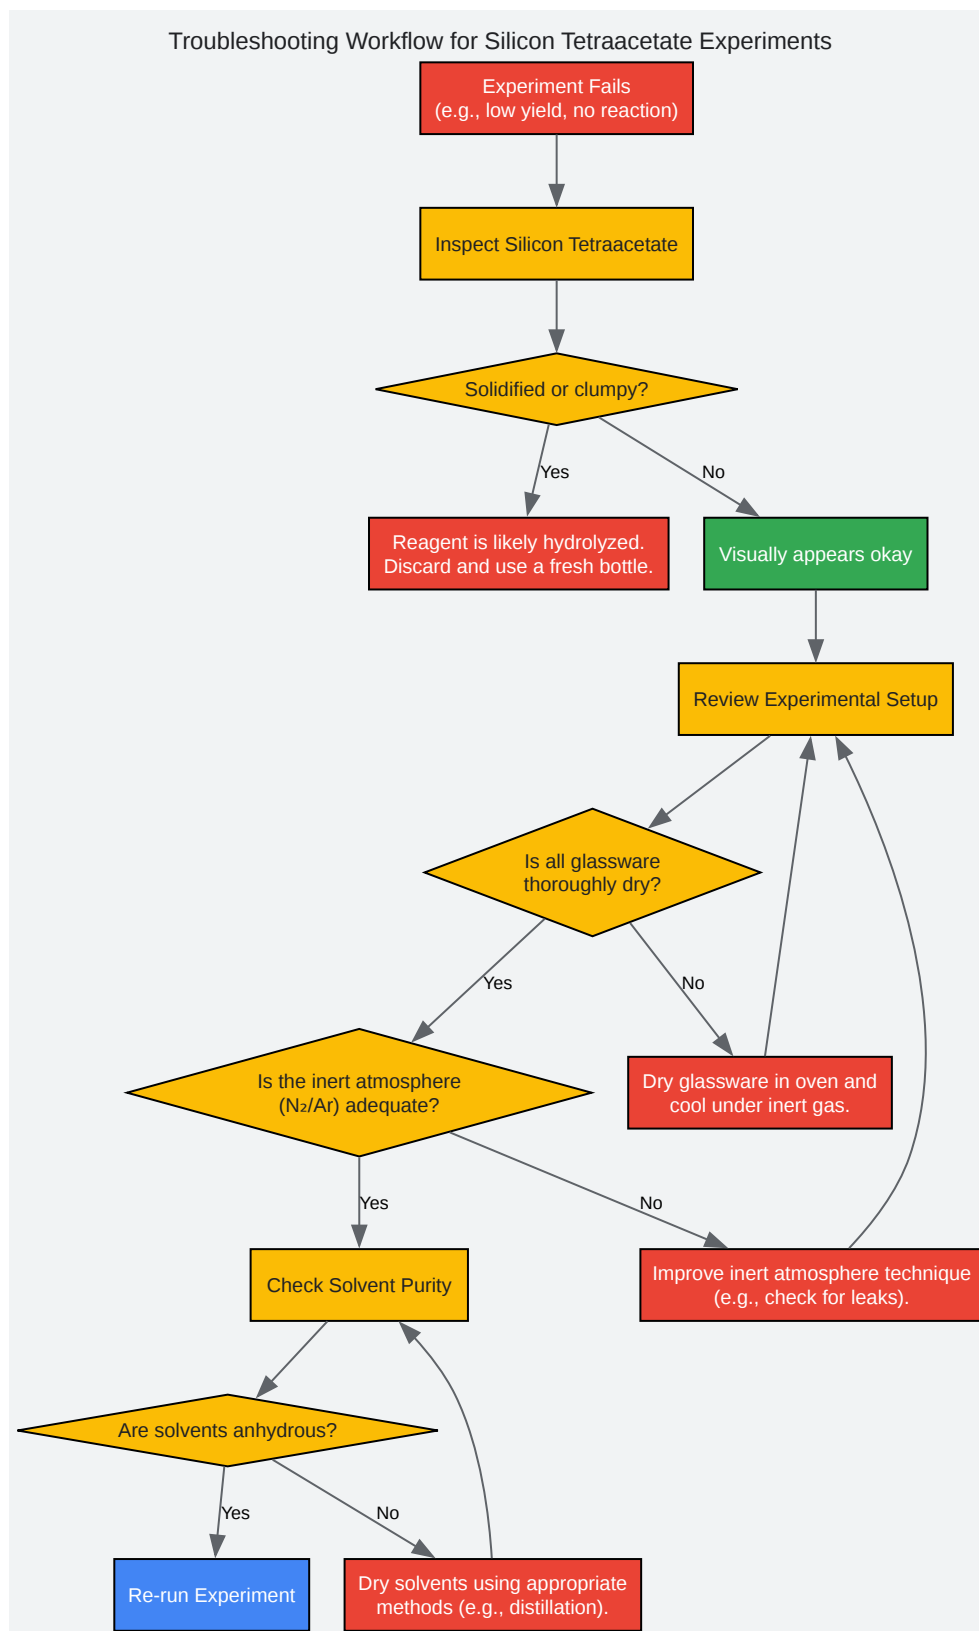 Troubleshooting Workflow for Silicon Tetraacetate Experiments
Experiment Fails
(e.g., low yield, no reaction)
Inspect Silicon Tetraacetate
Solidified or clumpy?
Yes
No
Reagent is likely hydrolyzed.
Discard and use a fresh bottle.
Visually appears okay
Review Experimental Setup
Is all glassware
thoroughly dry?
Yes
No
Is the inert atmosphere
(N₂/Ar) adequate?
Dry glassware in oven and
cool under inert gas.
Yes
No
Check Solvent Purity
Improve inert atmosphere technique
(e.g., check for leaks).
Are solvents anhydrous?
Yes
No
Re-run Experiment
Dry solvents using appropriate
methods (e.g., distillation).